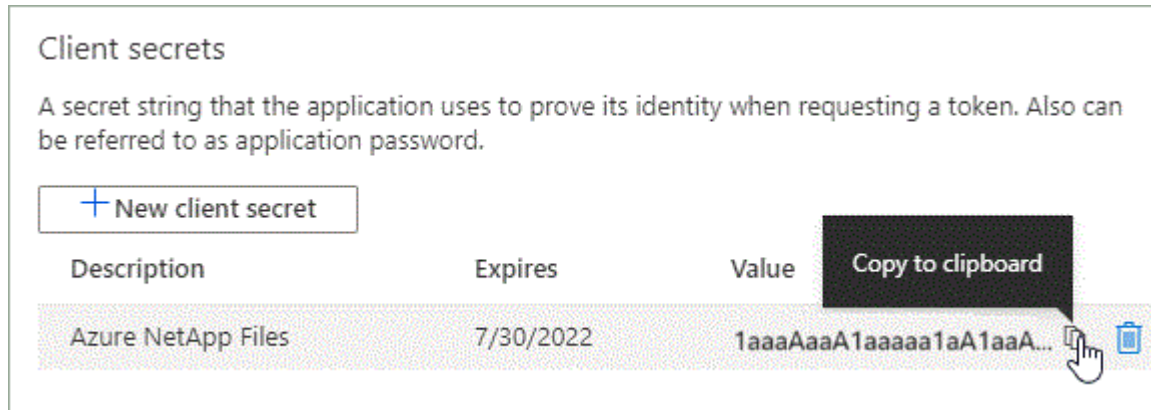 Client secrets
A secret string that the application uses to prove its identity when requesting a token. Also can
be referred to as application password.
New client secret
Copy to clipboard
Description Expires Value
Azure NetApp Files 7/30/2022 1aaaAaaA1aaaaa1aA1aaA...